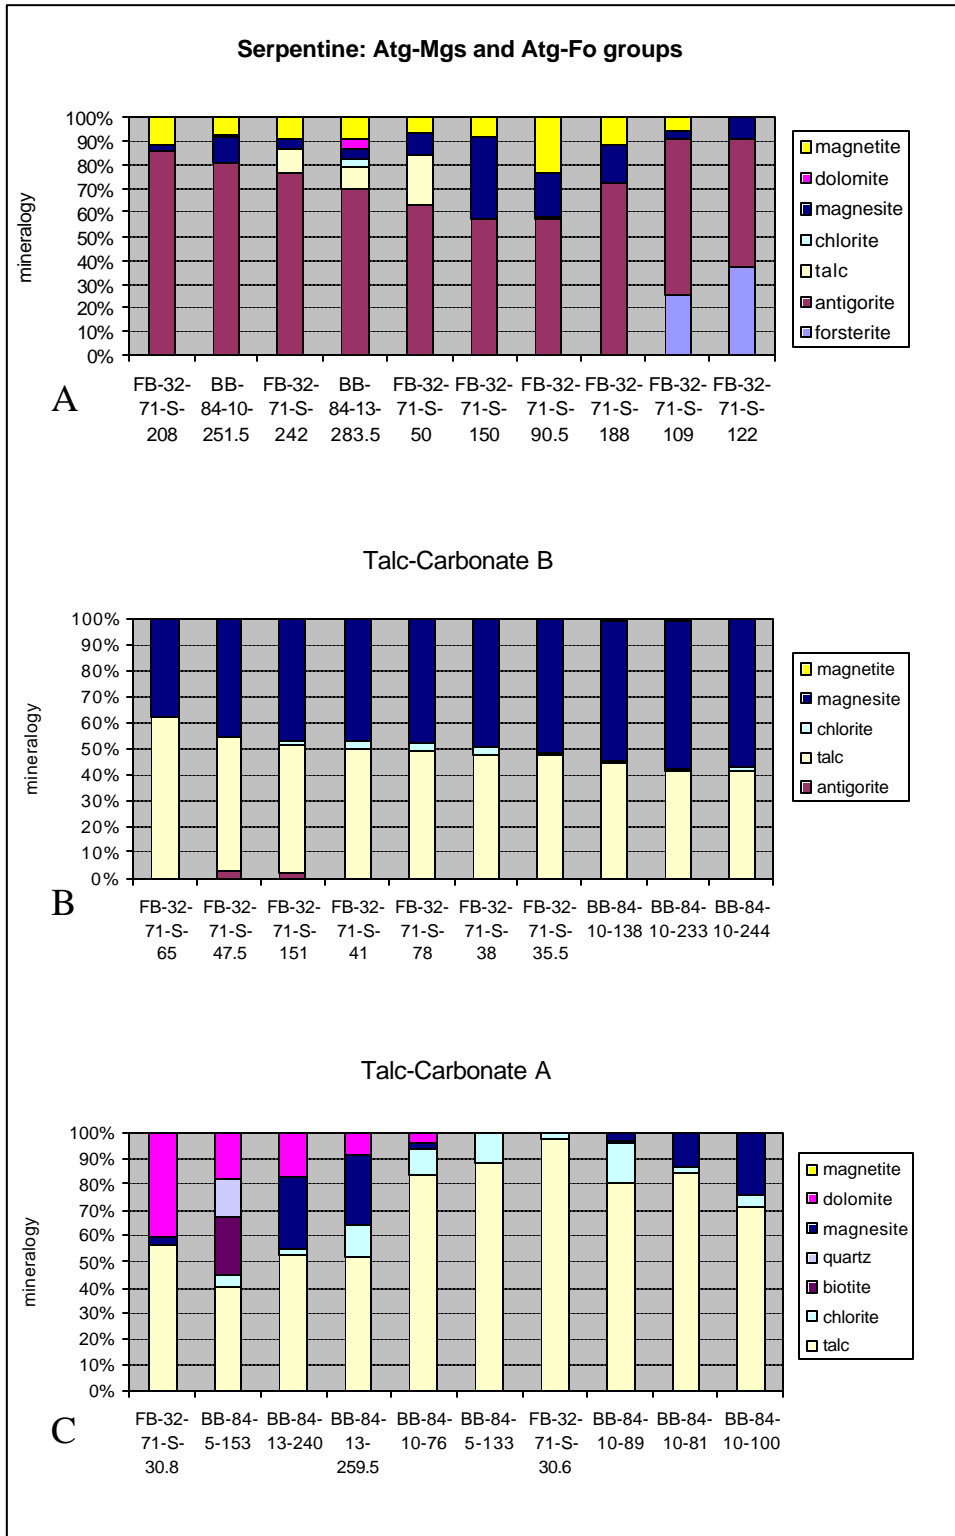 Serpentine: Atg-Mgs and Atg-Fo groups
mineralogy
100%
90%
80%
70%
60%
50%
40%
30%
20%
10%
0%
magnetite
dolomite
magnesite
chlorite
talc
antigorite
forsterite
FB-32-71-S-208
BB-84-10-251.5
FB-32-71-S-242
BB-84-13-283.5
FB-32-71-S-50
FB-32-71-S-150
FB-32-71-S-90.5
FB-32-71-S-188
FB-32-71-S-109
FB-32-71-S-122
A
Talc-Carbonate B
mineralogy
100%
90%
80%
70%
60%
50%
40%
30%
20%
10%
0%
magnetite
magnesite
chlorite
talc
antigorite
FB-32-71-S-65
FB-32-71-S-47.5
FB-32-71-S-151
FB-32-71-S-41
FB-32-71-S-78
FB-32-71-S-38
FB-32-71-S-35.5
BB-84-10-138
BB-84-10-233
BB-84-10-244
B
Talc-Carbonate A
mineralogy
100%
90%
80%
70%
60%
50%
40%
30%
20%
10%
0%
magnetite
dolomite
magnesite
quartz
biotite
chlorite
talc
FB-32-71-S-30.8
BB-84-5-153
BB-84-13-240
BB-84-13-259.5
BB-84-10-76
BB-84-5-133
FB-32-71-S-30.6
BB-84-10-89
BB-84-10-81
BB-84-10-100
C